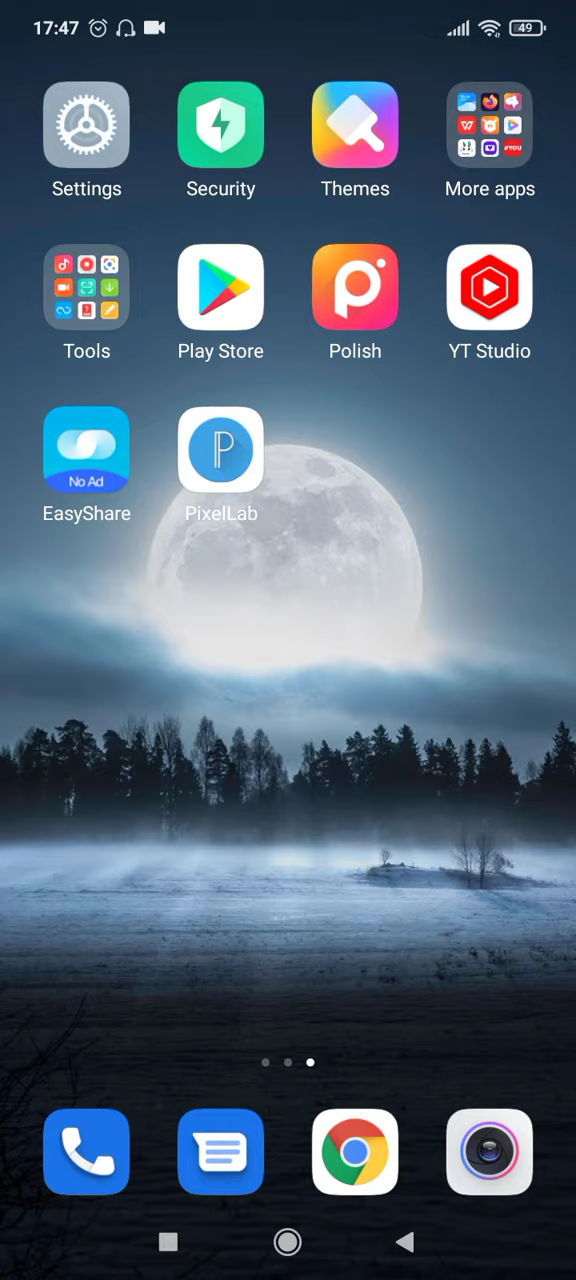 17:47 49
Settings Security Themes More apps
Tools Play Store Polish YT Studio
No Ad
EasyShare PixelLab